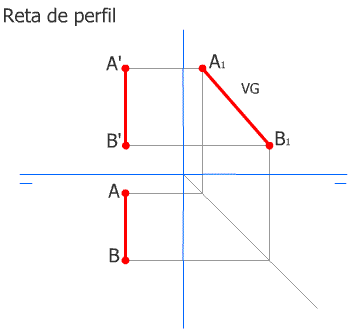 Reta de perfil
A' A₁
VG
B' B₁
A
B